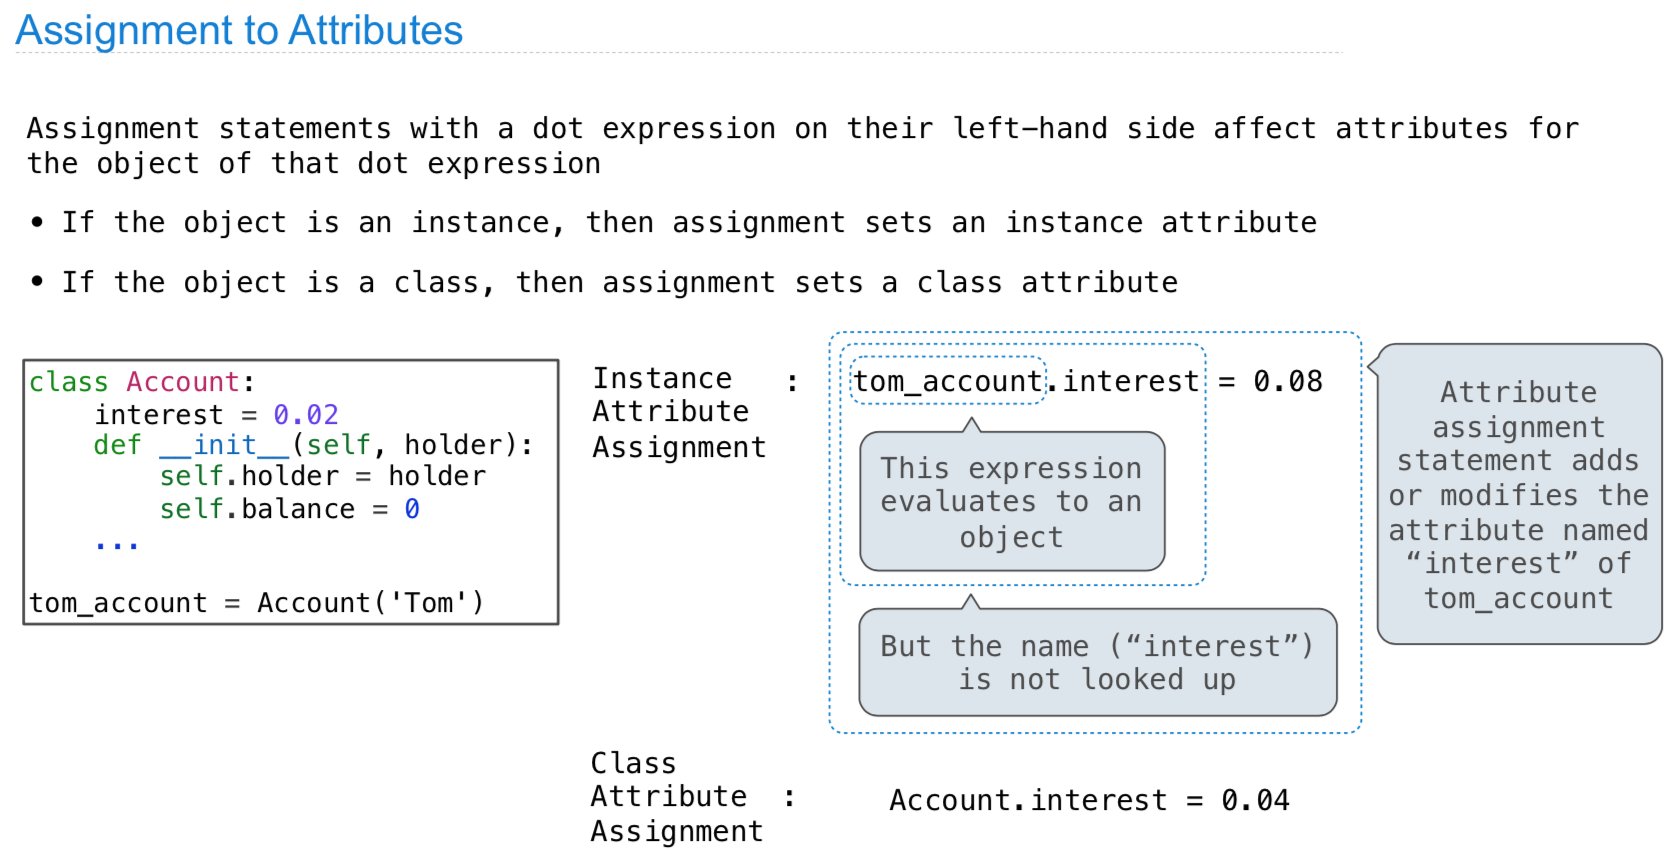 Assignment to Attributes
Assignment statements with a dot expression on their left–hand side affect attributes for
the object of that dot expression
• If the object is an instance, then assignment sets an instance attribute
• If the object is a class, then assignment sets a class attribute
class Account:
    interest = 0.02
    def __init__(self, holder):
        self.holder = holder
        self.balance = 0
    ...
tom_account = Account('Tom')
Instance
Attribute
Assignment
:
tom_account.interest = 0.08
This expression
evaluates to an
object
But the name (“interest”)
is not looked up
Attribute
assignment
statement adds
or modifies the
attribute named
“interest” of
tom_account
Class
Attribute :
Assignment
Account.interest = 0.04